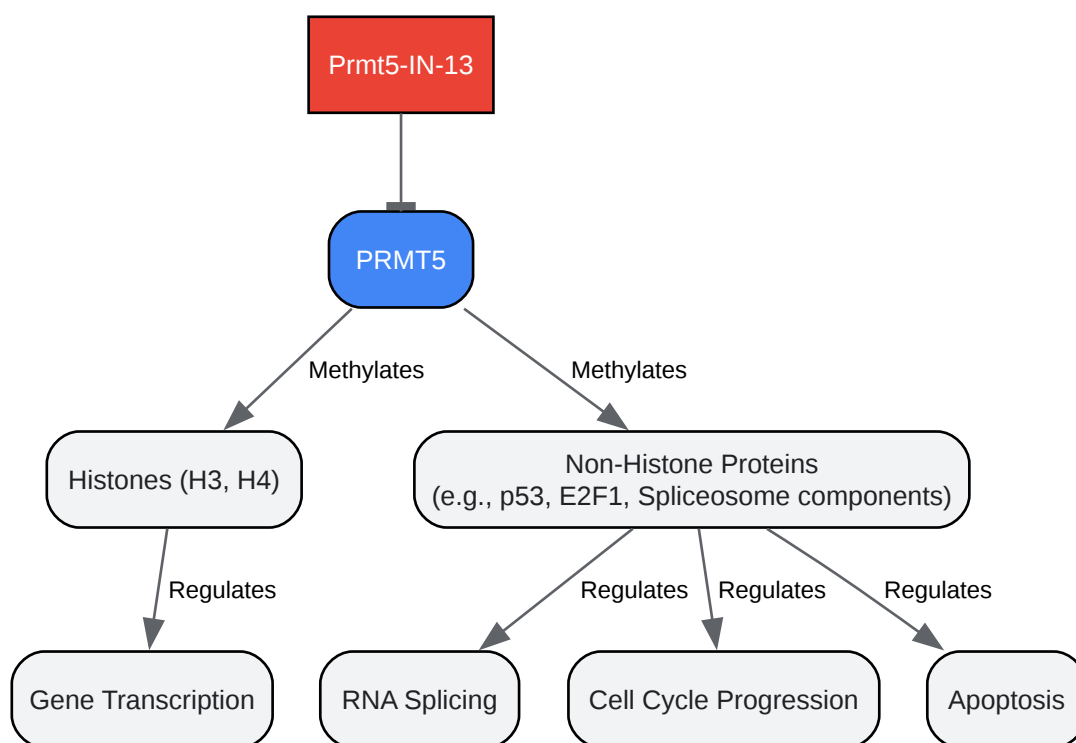 Prmt5-IN-13
PRMT5
Methylates
Methylates
Histones (H3, H4)
Non-Histone Proteins
(e.g., p53, E2F1, Spliceosome components)
Regulates
Regulates
Regulates
Regulates
Gene Transcription
RNA Splicing
Cell Cycle Progression
Apoptosis